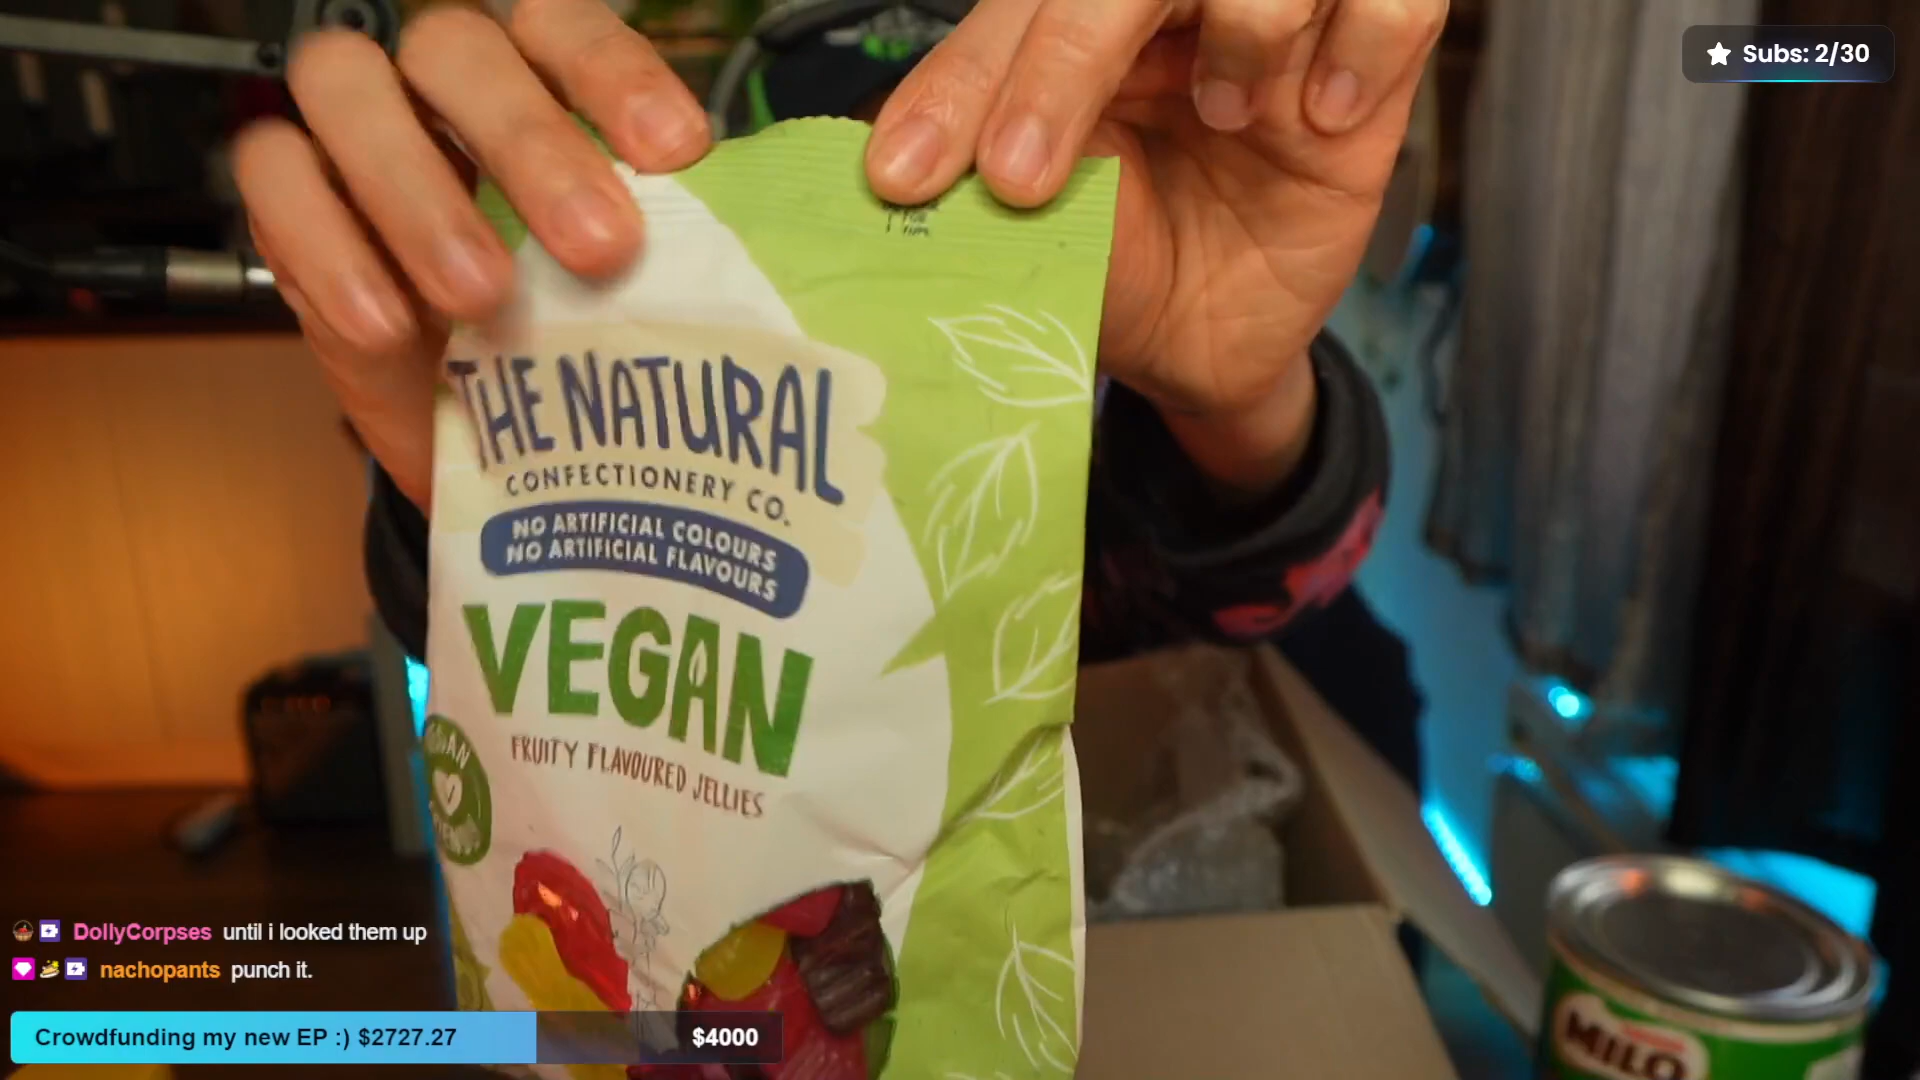 Subs: 2/30
THE NATURAL
CONFECTIONERY CO.
NO ARTIFICIAL COLOURS
NO ARTIFICIAL FLAVOURS
VEGAN
FRUITY FLAVOURED JELLIES
DollyCorpses until i looked them up
nachopants punch it.
Crowdfunding my new EP :) $2727.27 $4000
MILO